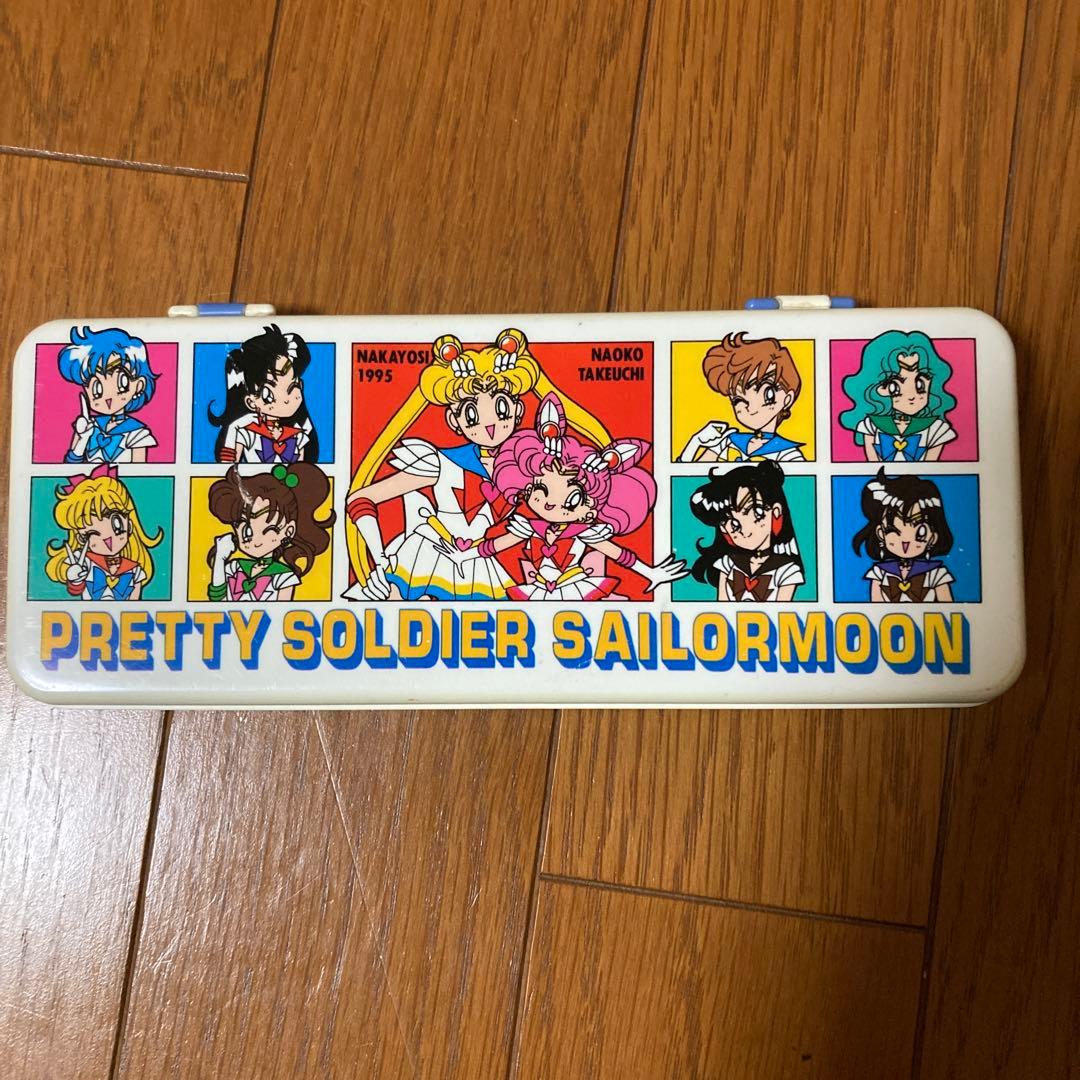 NAKAYOSI
1995
NAOKO
TAKEUCHI
PRETTY SOLDIER SAILORMOON